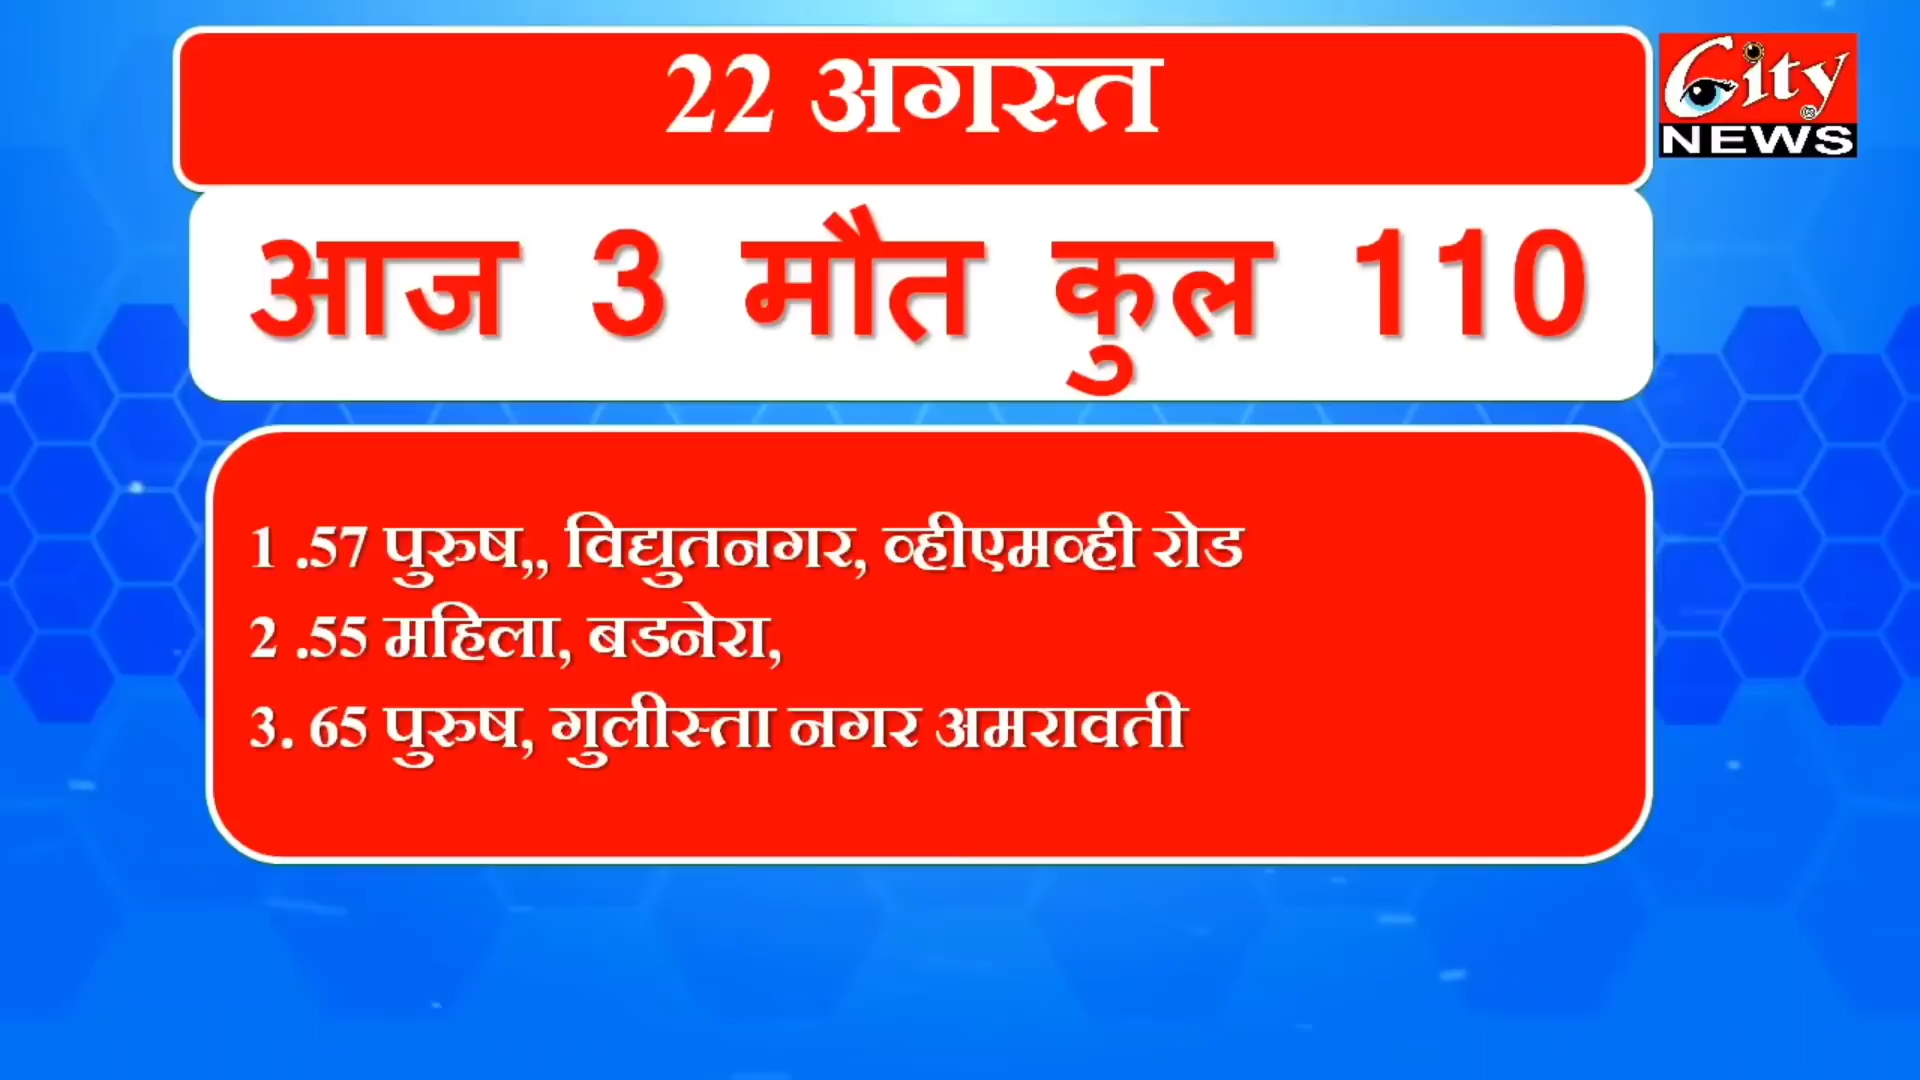 22 अगस्त
City
NEWS
आज 3 मौत कुल 110
1 .57 पुरुष,, विद्युतनगर, व्हीएमव्ही रोड
2 .55 महिला, बडनेरा,
3. 65 पुरुष, गुलीस्ता नगर अमरावती